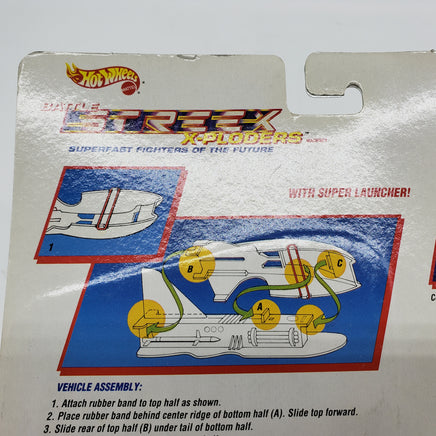 HOT WHEELS
MATTEL
BATTLE
STREEX
X-PLODERS™
SUPERFAST FIGHTERS OF THE FUTURE
WITH SUPER LAUNCHER!
1
B
C
A
VEHICLE ASSEMBLY:
1. Attach rubber band to top half as shown.
2. Place rubber band behind center ridge of bottom half (A). Slide top forward.
3. Slide rear of top half (B) under tail of bottom half.